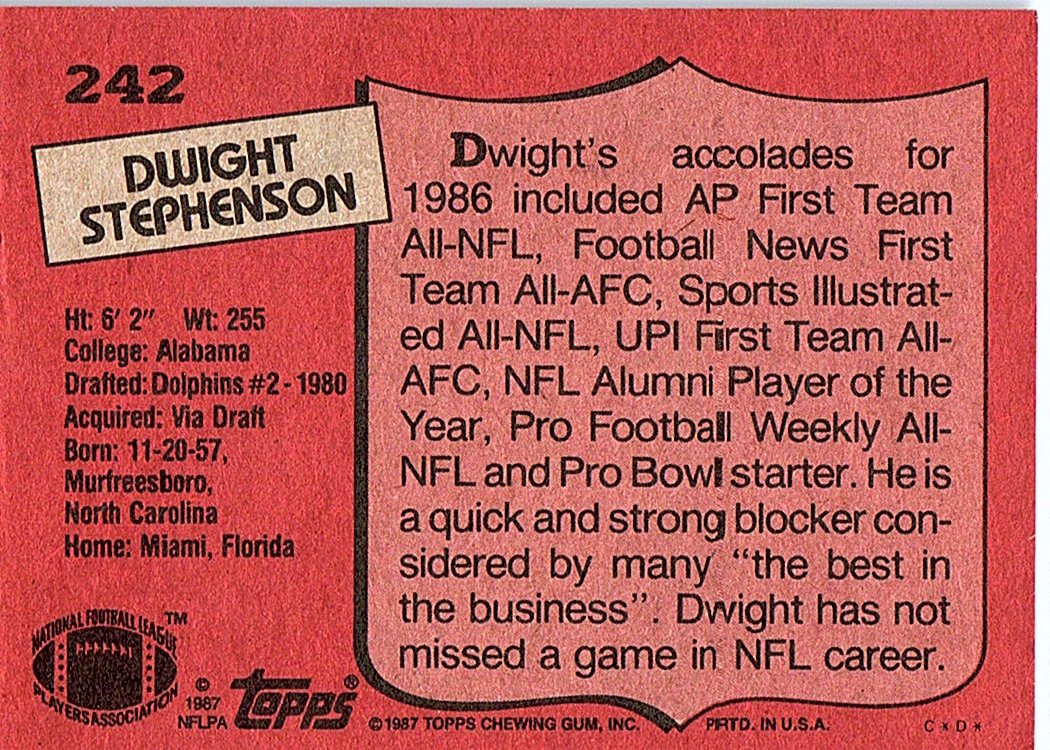 242
DWIGHT
STEPHENSON
Ht: 6' 2" Wt: 255
College: Alabama
Drafted: Dolphins #2 - 1980
Acquired: Via Draft
Born: 11-20-57,
Murfreesboro,
North Carolina
Home: Miami, Florida
Dwight's accolades for
1986 included AP First Team
All-NFL, Football News First
Team All-AFC, Sports Illustrat-
ed All-NFL, UPI First Team All-
AFC, NFL Alumni Player of the
Year, Pro Football Weekly All-
NFL and Pro Bowl starter. He is
a quick and strong blocker con-
sidered by many "the best in
the business". Dwight has not
missed a game in NFL career.
NATIONAL FOOTBALL LEAGUE
PLAYERS ASSOCIATION
TM
© 1987
NFLPA
Topps®
© 1987 TOPPS CHEWING GUM, INC. PRTD. IN U.S.A. C*D*